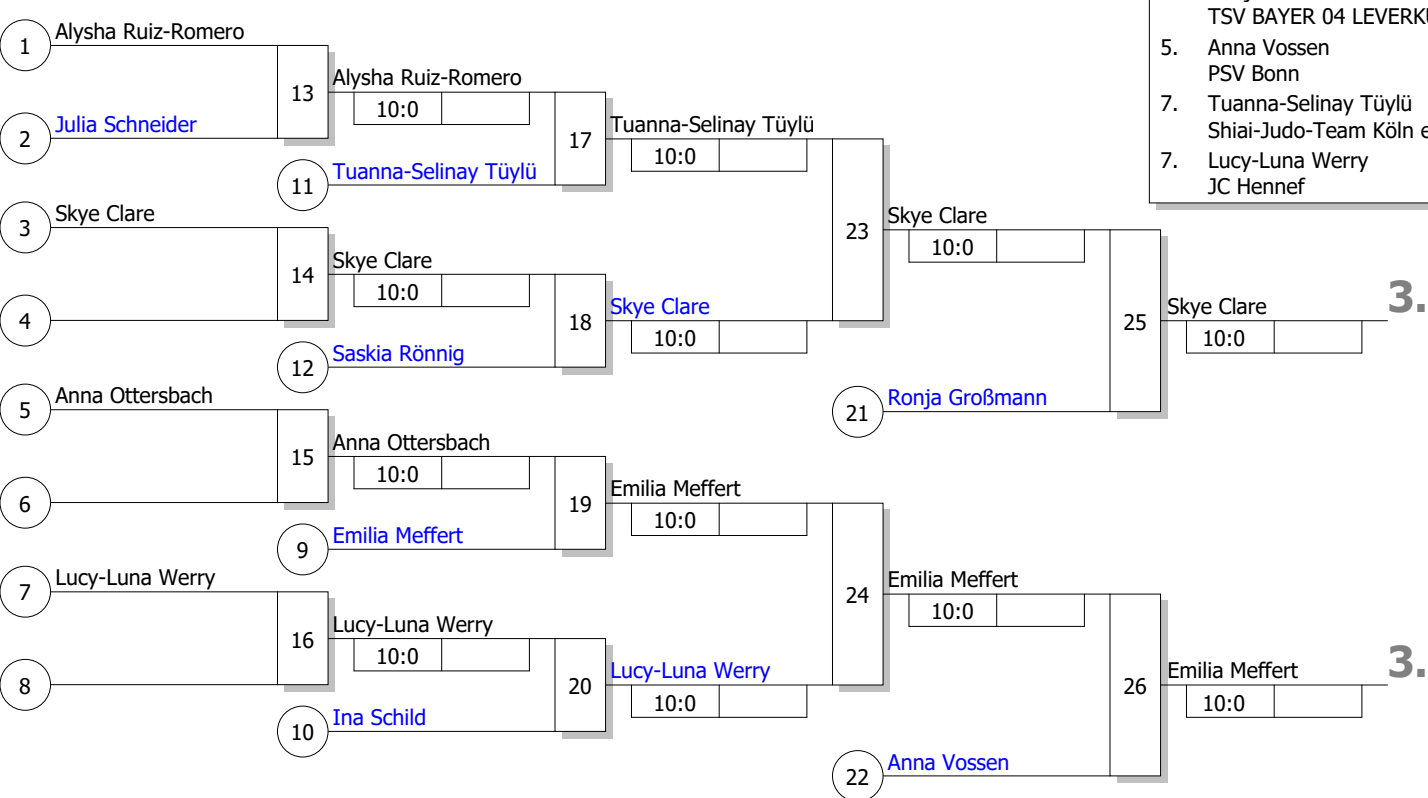 TSV BAYER 04
5. Anna Vossen
PSV Bonn
7. Tuanna-Selinay Tüylü
Shiai-Judo-Team Köln
7. Lucy-Luna Werry
JC Hennef
1 Alysha Ruiz-Romero
13 Alysha Ruiz-Romero
10:0
2 Julia Schneider
17 Tuanna-Selinay Tüylü
10:0
11 Tuanna-Selinay Tüylü
3 Skye Clare
23 Skye Clare
10:0
14 Skye Clare
10:0
4
18 Skye Clare
10:0
25 Skye Clare
10:0
3.
12 Saskia Rönnig
5 Anna Ottersbach
21 Ronja Großmann
15 Anna Ottersbach
10:0
6
19 Emilia Meffert
10:0
9 Emilia Meffert
7 Lucy-Luna Werry
24 Emilia Meffert
10:0
16 Lucy-Luna Werry
10:0
8
20 Lucy-Luna Werry
10:0
26 Emilia Meffert
10:0
3.
10 Ina Schild
22 Anna Vossen